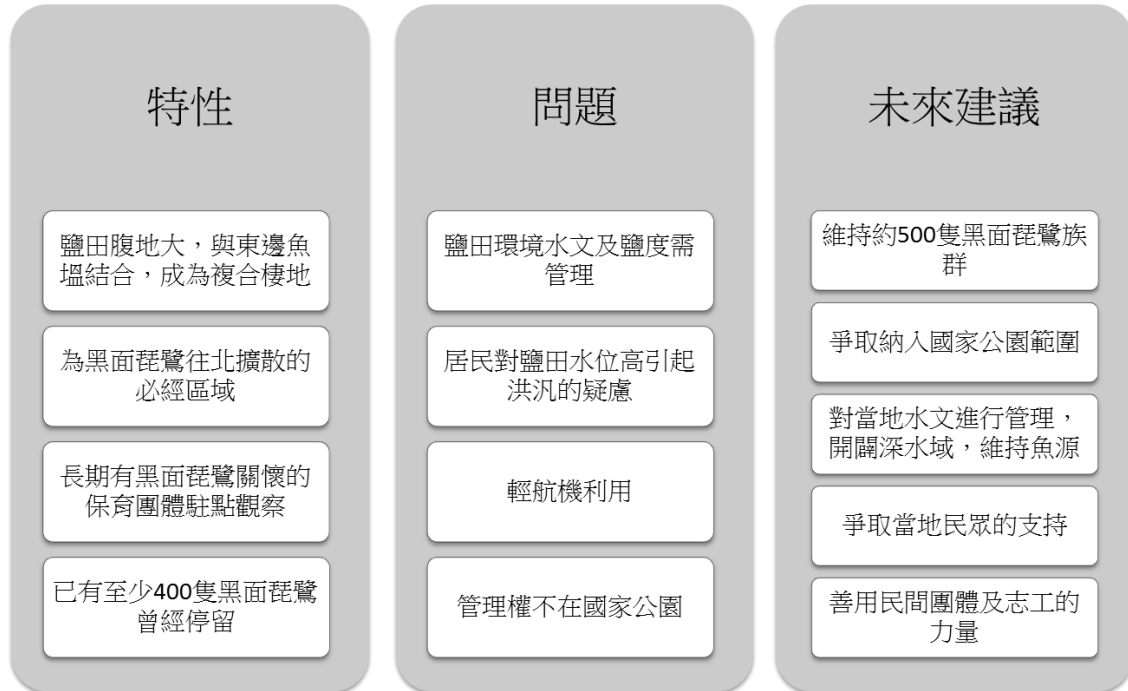 特性
鹽田腹地大，與東邊魚
塭結合，成為複合棲地
為黑面琵鷺往北擴散的
必經區域
長期有黑面琵鷺關懷的
保育團體駐點觀察
已有至少400隻黑面琵鷺
曾經停留
問題
鹽田環境水文及鹽度需
管理
居民對鹽田水位高引起
洪汎的疑慮
輕航機利用
管理權不在國家公園
未來建議
維持約500隻黑面琵鷺族
群
爭取納入國家公園範圍
對當地水文進行管理，
開闢深水域，維持魚源
爭取當地民眾的支持
善用民間團體及志工的
力量